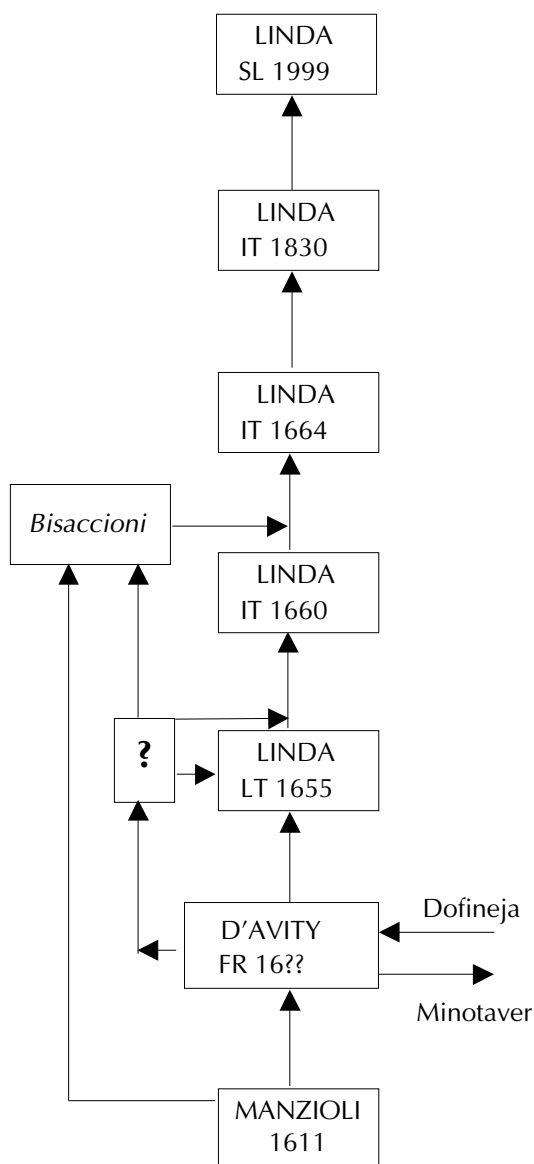 LINDA
SL 1999
LINDA
IT 1830
LINDA
IT 1664
Bisaccioni
LINDA
IT 1660
?
LINDA
LT 1655
D’AVITY
FR 16??
Dofineja
Minotaver
MANZIOLI
1611